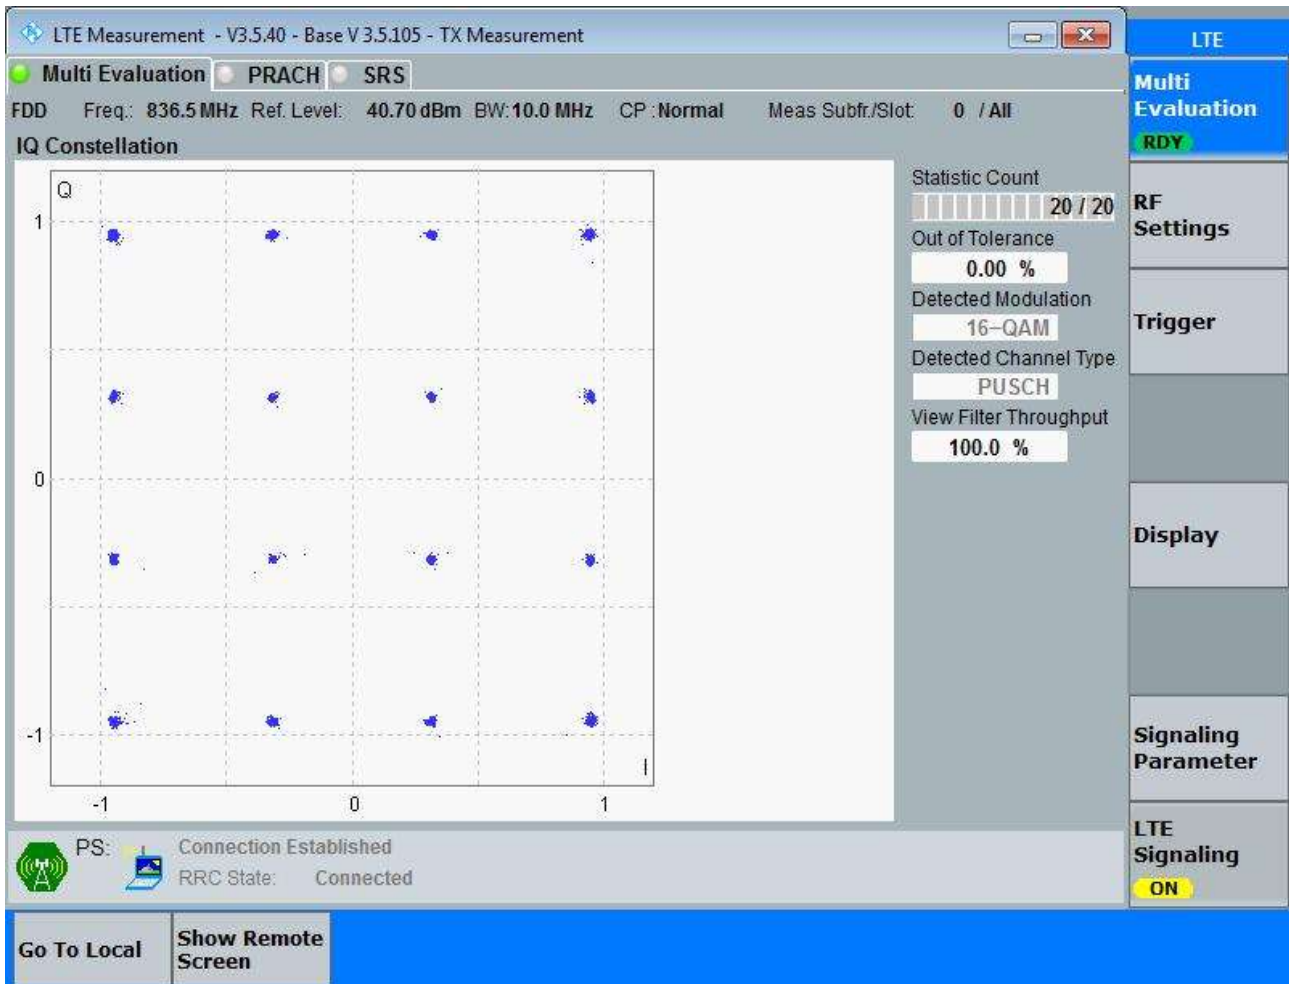 LTE Measurement - V3.5.40 - Base V 3.5.105 - TX Measurement
Multi Evaluation PRACH SRS
FDD Freq.: 836.5 MHz Ref. Level: 40.70 dBm BW: 10.0 MHz CP : Normal Meas Subfr./Slot: 0 / All
IQ Constellation
Q
1
0
-1
I
-1 0 1
Statistic Count
20 / 20
Out of Tolerance
0.00 %
Detected Modulation
16-QAM
Detected Channel Type
PUSCH
View Filter Throughput
100.0 %
PS: Connection Established
RRC State: Connected
LTE
Multi
Evaluation
RDY
RF
Settings
Trigger
Display
Signaling
Parameter
LTE
Signaling
ON
Go To Local
Show Remote
Screen